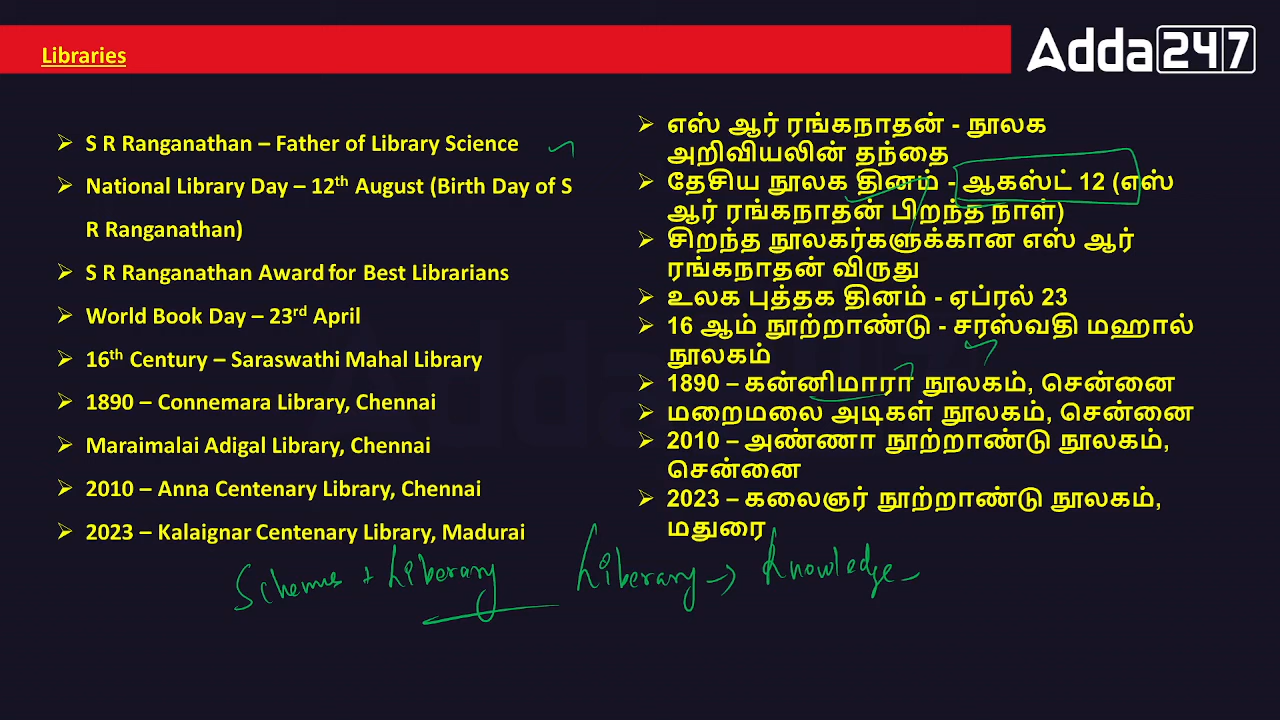 Libraries
Adda247
➢ S R Ranganathan – Father of Library Science
➢ National Library Day – 12th August (Birth Day of S
R Ranganathan)
➢ S R Ranganathan Award for Best Librarians
➢ World Book Day – 23rd April
➢ 16th Century – Saraswathi Mahal Library
➢ 1890 – Connemara Library, Chennai
➢ Maraimalai Adigal Library, Chennai
➢ 2010 – Anna Centenary Library, Chennai
➢ 2023 – Kalaignar Centenary Library, Madurai
➢ எஸ் ஆர் ரங்கநாதன் - நூலக
அறிவியலின் தந்தை
➢ தேசிய நூலக தினம் - ஆகஸ்ட் 12 (எஸ்
ஆர் ரங்கநாதன் பிறந்த நாள்)
➢ சிறந்த நூலகர்களுக்கான எஸ் ஆர்
ரங்கநாதன் விருது
➢ உலக புத்தக தினம் - ஏப்ரல் 23
➢ 16 ஆம் நூற்றாண்டு - சரஸ்வதி மஹால்
நூலகம்
➢ 1890 – கன்னிமாரா நூலகம், சென்னை
➢ மறைமலை அடிகள் நூலகம், சென்னை
➢ 2010 – அண்ணா நூற்றாண்டு நூலகம்,
சென்னை
➢ 2023 – கலைஞர் நூற்றாண்டு நூலகம்,
மதுரை
Schemes + Liberary Liberary → Knowledge –